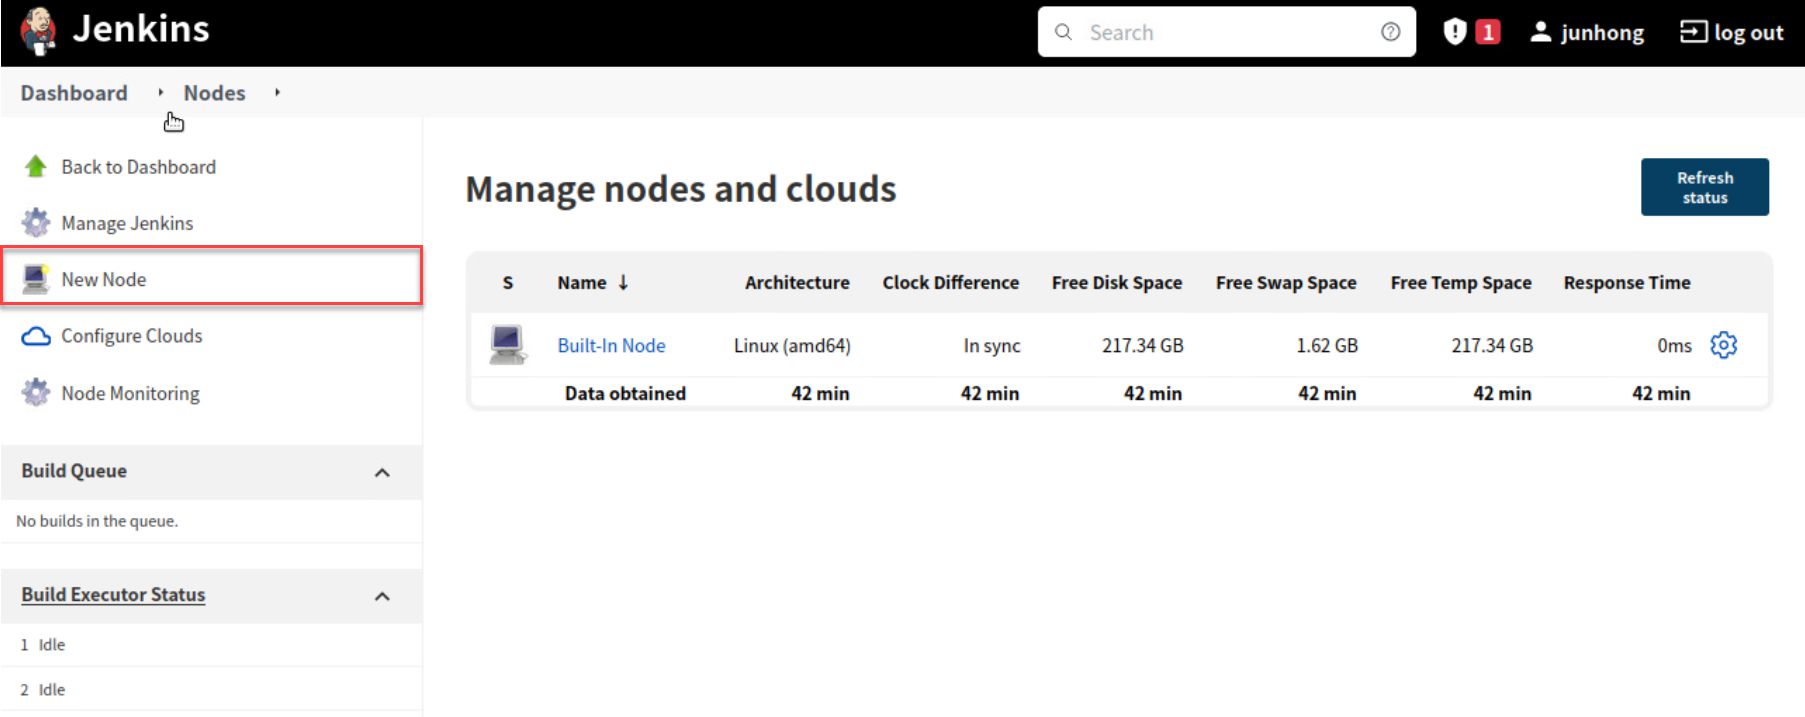 Jenkins
Search
1
junhong
log out
Dashboard Nodes
Back to Dashboard
Manage Jenkins
New Node
Configure Clouds
Node Monitoring
Build Queue
No builds in the queue.
Build Executor Status
1 Idle
2 Idle
Manage nodes and clouds
Refresh
status
S Name ↓ Architecture Clock Difference Free Disk Space Free Swap Space Free Temp Space Response Time
Built-In Node Linux (amd64) In sync 217.34 GB 1.62 GB 217.34 GB 0ms
Data obtained 42 min 42 min 42 min 42 min 42 min 42 min